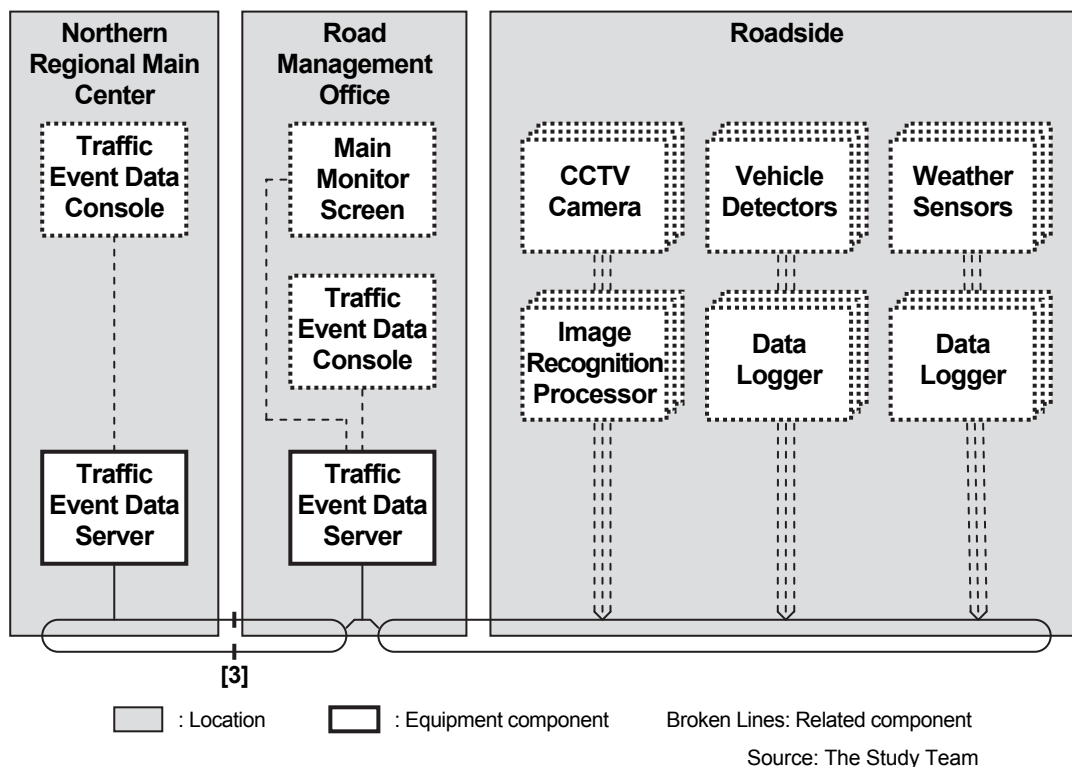 Northern
Regional Main
Center
Traffic
Event Data
Console
Traffic
Event Data
Server
Road
Management
Office
Main
Monitor
Screen
Traffic
Event Data
Console
Traffic
Event Data
Server
Roadside
CCTV
Camera
Vehicle
Detectors
Weather
Sensors
Image
Recognition
Processor
Data
Logger
Data
Logger
[3]
: Location
: Equipment component
Broken Lines: Related component
Source: The Study Team